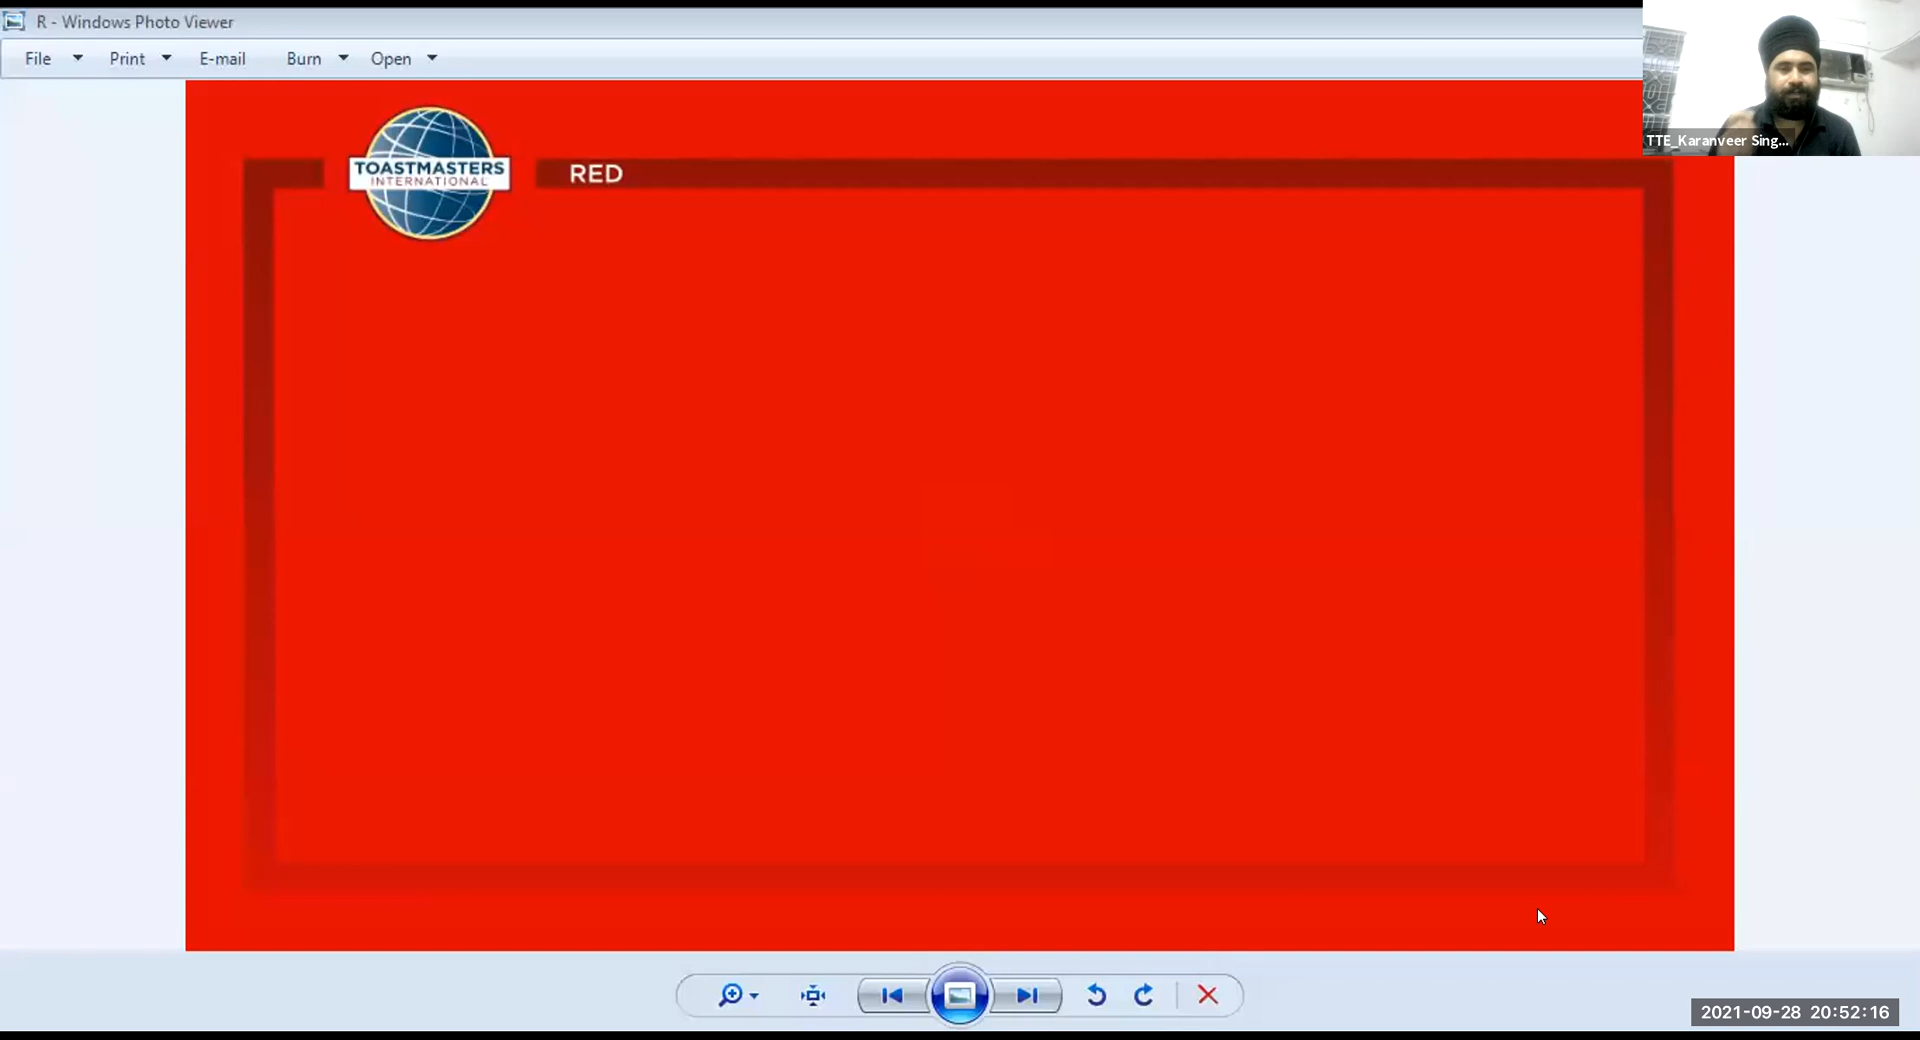 R - Windows Photo Viewer
File Print E-mail Burn Open
TOASTMASTERS
INTERNATIONAL
RED
TTE_Karanveer Sing...
2021-09-28 20:52:16